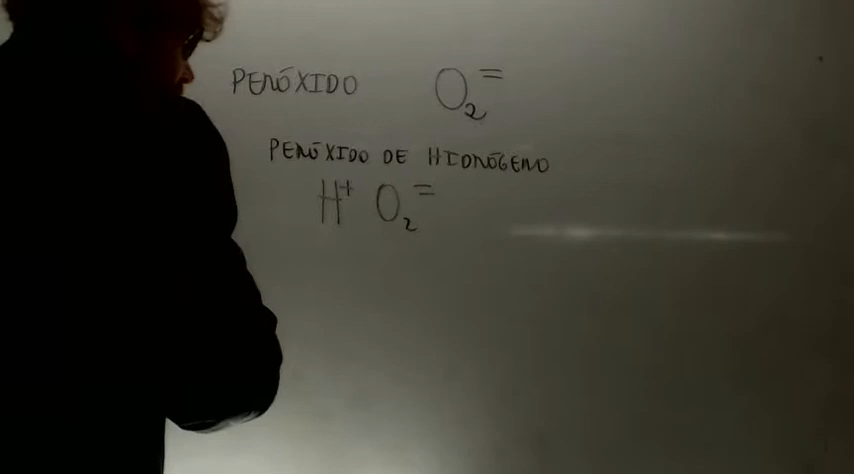 PERÓXIDO O₂⁼
PERÓXIDO DE HIDRÓGENO
H⁺ O₂⁼